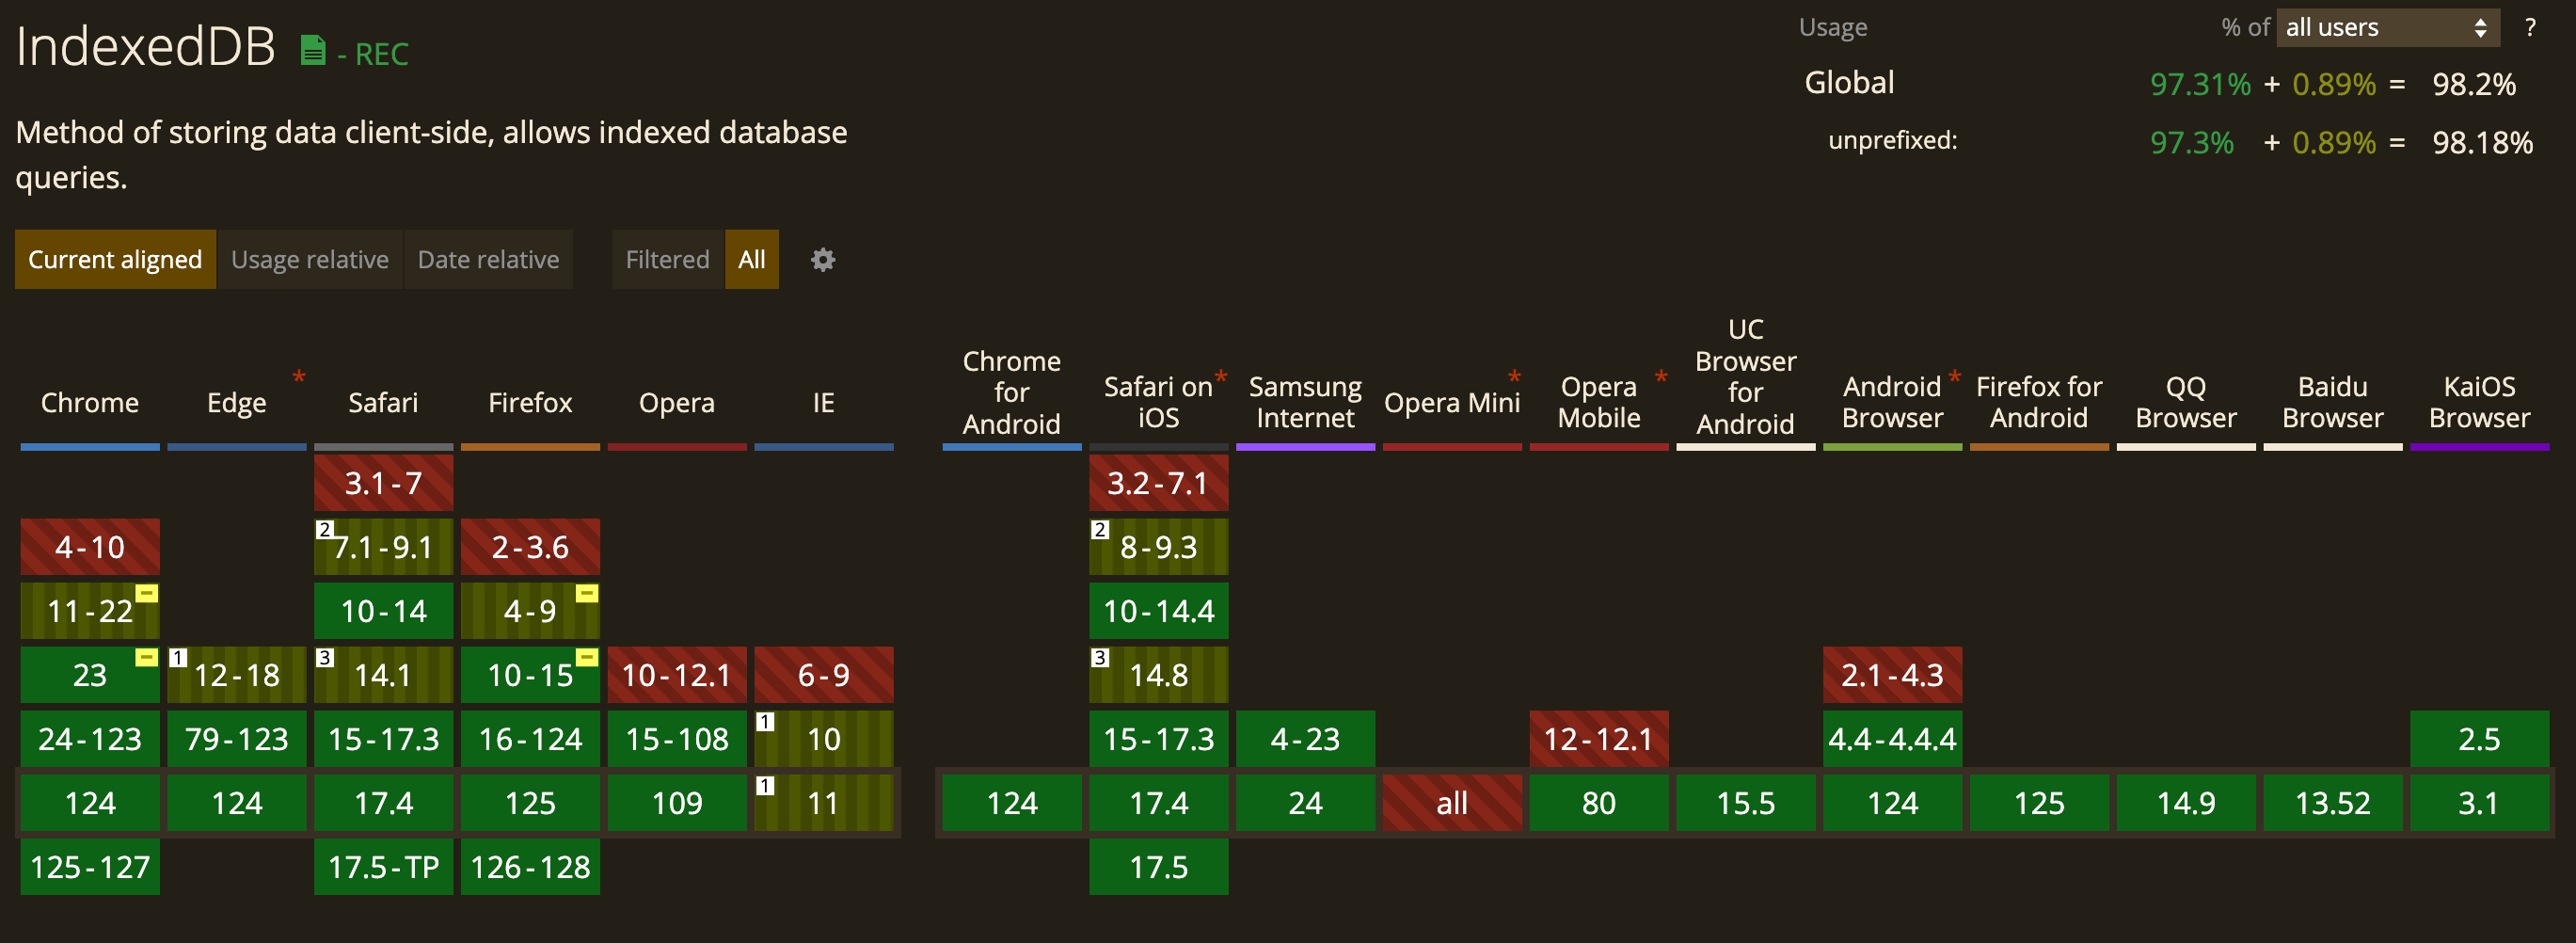 IndexedDB - REC
Usage % of all users ?
Global 97.31% + 0.89% = 98.2%
unprefixed: 97.3% + 0.89% = 98.18%
Method of storing data client-side, allows indexed database
queries.
Current aligned Usage relative Date relative Filtered All
Chrome
Edge *
Safari
Firefox
Opera
IE
Chrome
for
Android
Safari on *
iOS
Samsung
Internet
Opera Mini *
Opera *
Mobile
UC
Browser
for
Android
Android *
Browser
Firefox for
Android
QQ
Browser
Baidu
Browser
KaiOS
Browser
3.1-7 3.2-7.1
4-10 2 7.1-9.1 2-3.6 2 8-9.3
11-22 10-14 4-9 10-14.4
23 1 12-18 3 14.1 10-15 10-12.1 6-9 3 14.8 2.1-4.3
24-123 79-123 15-17.3 16-124 15-108 1 10 15-17.3 4-23 12-12.1 4.4-4.4.4 2.5
124 124 17.4 125 109 1 11 124 17.4 24 all 80 15.5 124 125 14.9 13.52 3.1
125-127 17.5-TP 126-128 17.5